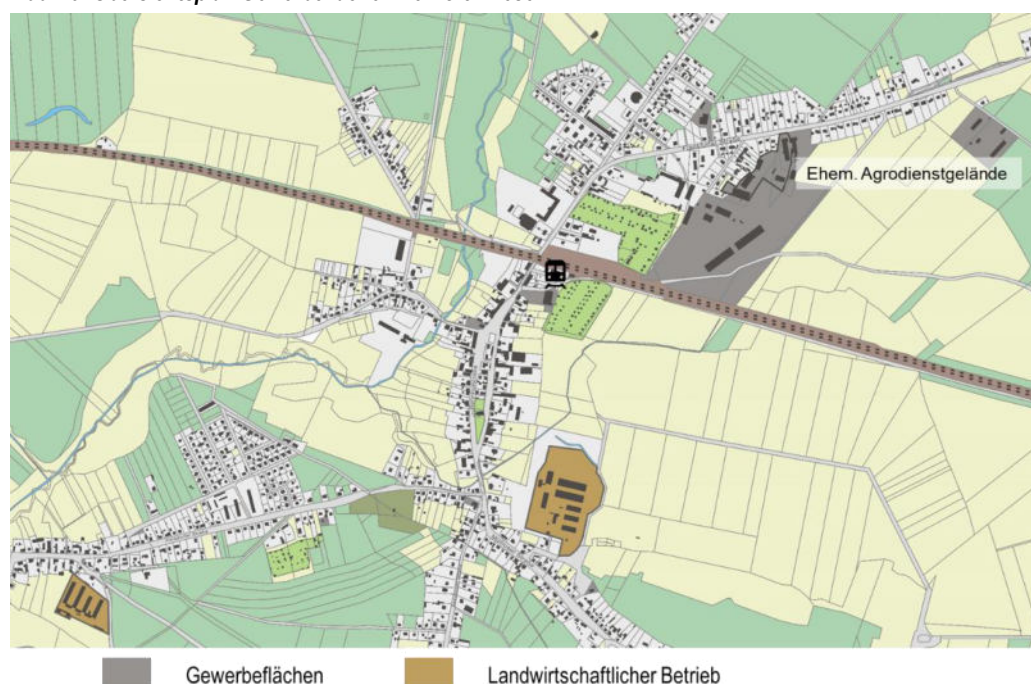 Ehem. Agrodienstgelände
Gewerbeflächen
Landwirtschaftlicher Betrieb